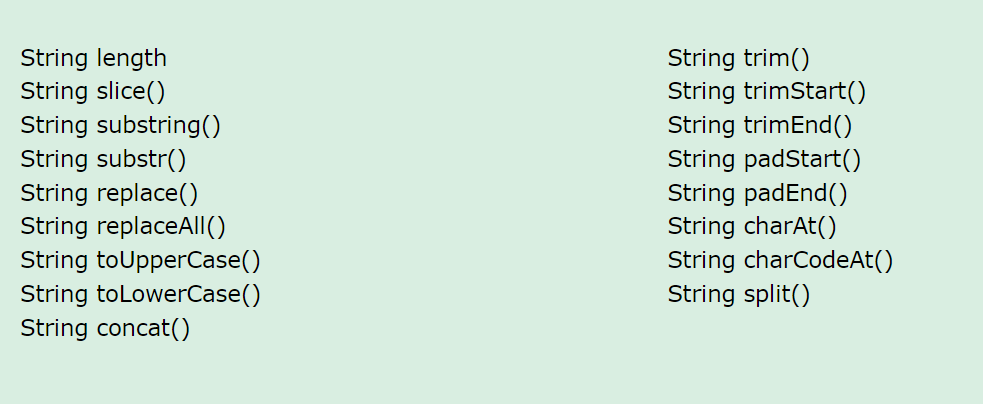 String length
String slice()
String substring()
String substr()
String replace()
String replaceAll()
String toUpperCase()
String toLowerCase()
String concat()
String trim()
String trimStart()
String trimEnd()
String padStart()
String padEnd()
String charAt()
String charCodeAt()
String split()